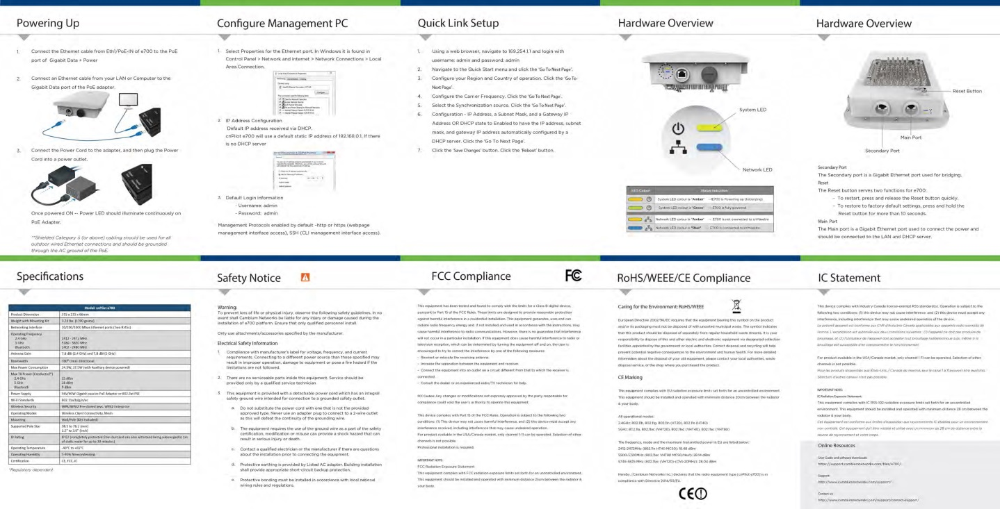 Powering Up
1. Connect the Ethernet cable from Eth1/PoE-IN of e700 to the PoE
port of Gigabit Data + Power
2. Connect an Ethernet cable from your LAN or Computer to the
Gigabit Data port of the PoE adapter.
3. Connect the Power Cord to the adapter, and then plug the Power
Cord into a power outlet.
Once powered ON -- Power LED should illuminate continuously on
PoE Adapter.
**Shielded Category 5 (or above) cabling should be used for all
outdoor wired Ethernet connections and should be grounded
through the AC ground of the PoE.
Configure Management PC
1. Select Properties for the Ethernet port. In Windows it is found in
Control Panel > Network and Internet > Network Connections > Local
Area Connection.
2. IP Address Configuration
Default IP address received via DHCP.
cnPilot e700 will use a default static IP address of 192.168.0.1, If there
is no DHCP server
3. Default Login information
- Username: admin
- Password: admin
Management Protocols enabled by default -http or https (webpage
management interface access), SSH (CLI management interface access).
Quick Link Setup
1. Using a web browser, navigate to 169.254.1.1 and login with
username: admin and password: admin
2. Navigate to the Quick Start menu and click the 'Go To Next Page'.
3. Configure your Region and Country of operation. Click the 'Go To
Next Page'.
4. Configure the Carrier Frequency. Click the 'Go To Next Page'.
5. Select the Synchronization source. Click the 'Go To Next Page'.
6. Configuration - IP Address, a Subnet Mask, and a Gateway IP
Address OR DHCP state to Enabled to have the IP address, subnet
mask, and gateway IP address automatically configured by a
DHCP server. Click the 'Go To Next Page'.
7. Click the 'Save Changes' button. Click the 'Reboot' button.
Hardware Overview
System LED
Network LED
LED Colour Status Indication
System LED colour is "Amber" -- E700 is Powering up (Initializing)
System LED colour is "Green" -- E700 is fully powered
Network LED colour is "Amber" -- E700 is not connected to cnMaestro
Network LED colour is "Blue" -- E700 is connected to cnMaestro
Hardware Overview
Reset Button
Main Port
Secondary Port
Secondary Port
The Secondary port is a Gigabit Ethernet port used for bridging.
Reset
The Reset button serves two functions for e700:
- To restart, press and release the Reset button quickly.
- To restore to factory default settings, press and hold the
Reset button for more than 10 seconds.
Main Port
The Main port is a Gigabit Ethernet port used to connect the power and
should be connected to the LAN and DHCP server.
Specifications
Model: cnPilot e700
Product Dimension 215 x 215 x 66mm
Weight with Mounting Kit 3.74 lbs. (1700 grams)
Networking Interface 10/100/1000 Mbps Ethernet ports (Two RJ45s)
Operating Frequency
2.4 GHz 2412 - 2472 MHz
5 GHz 5180 - 5850 MHz
Bluetooth 2402 - 2480 MHz
Antenna Gain 7.8 dBi (2.4 GHz) and 7.8 dBi (5 GHz)
Beamwidth 360° Omni-Directional
Max Power Consumption 24.5W, 37.5W (with Auxiliary device powered)
Max TX Power (Conducted*)
2.4 GHz 25 dBm
5 GHz 28 dBm
Bluetooth 9 dBm
Power Supply 56V/60W Gigabit passive PoE Adapter or 802.3at PSE
Wi-Fi Standards 802.11a/b/g/n/ac
Wireless Security WPA/WPA2 Pre-shared keys, WPA2 Enterprise
Operating Modes Wireless Client Connectivity, Mesh
Mounting Wall/Pole (Kits included)
Supported Pole Size 38.1 to 76.2 (mm)
1.5" to 3.0" (Inch)
IP Rating IP 67 (completely protected from dust and can also withstand being submerged in 1m
of static water for up to 30 minutes)
Operating Temperature -40°C to +65°C
Operating Humidity 5-95% Noncondensing
Certification CE, FCC, IC
*Regulatory dependent
Safety Notice
Warning:
To prevent loss of life or physical injury, observe the following safety guidelines. In no
event shall Cambium Networks be liable for any injury or damage caused during the
installation of e700 platform. Ensure that only qualified personnel install.
Only use attachments/accessories specified by the manufacturer.
Electrical Safety Information
1. Compliance with manufacturer's label for voltage, frequency, and current
requirements. Connecting to a different power source than those specified may
result in improper operation, damage to equipment or pose a fire hazard if the
limitations are not followed.
2. There are no serviceable parts inside this equipment. Service should be
provided only by a qualified service technician
3. This equipment is provided with a detachable power cord which has an integral
safety ground wire intended for connection to a grounded safety outlet.
a. Do not substitute the power cord with one that is not the provided
approved type. Never use an adapter plug to connect to a 2-wire outlet
as this will defeat the continuity of the grounding wire.
b. The equipment requires the use of the ground wire as a part of the safety
certification, modification or misuse can provide a shock hazard that can
result in serious injury or death.
c. Contact a qualified electrician or the manufacturer if there are questions
about the installation prior to connecting the equipment.
d. Protective earthing is provided by Listed AC adapter. Building installation
shall provide appropriate short-circuit backup protection.
e. Protective bonding must be installed in accordance with local national
wiring rules and regulations.
FCC Compliance
FC
This equipment has been tested and found to comply with the limits for a Class B digital device,
pursuant to Part 15 of the FCC Rules. These limits are designed to provide reasonable protection
against harmful interference in a residential installation. This equipment generates, uses and can
radiate radio frequency energy and, if not installed and used in accordance with the instructions, may
cause harmful interference to radio communications. However, there is no guarantee that interference
will not occur in a particular installation. If this equipment does cause harmful interference to radio or
television reception, which can be determined by turning the equipment off and on, the user is
encouraged to try to correct the interference by one of the following measures:
- Reorient or relocate the receiving antenna.
- Increase the separation between the equipment and receiver.
- Connect the equipment into an outlet on a circuit different from that to which the receiver is
connected.
- Consult the dealer or an experienced radio/TV technician for help.
FCC Caution: Any changes or modifications not expressly approved by the party responsible for
compliance could void the user's authority to operate this equipment.
This device complies with Part 15 of the FCC Rules. Operation is subject to the following two
conditions: (1) This device may not cause harmful interference, and (2) this device must accept any
interference received, including interference that may cause undesired operation.
For product available in the USA/Canada market, only channel 1-11 can be operated. Selection of other
channels is not possible.
Professional installation is required.
IMPORTANT NOTE:
FCC Radiation Exposure Statement:
This equipment complies with FCC radiation exposure limits set forth for an uncontrolled environment.
This equipment should be installed and operated with minimum distance 25cm between the radiator &
your body.
RoHS/WEEE/CE Compliance
Caring for the Environment: RoHS/WEEE
European Directive 2002/96/EC requires that the equipment bearing this symbol on the product
and/or its packaging must not be disposed of with unsorted municipal waste. The symbol indicates
that this product should be disposed of separately from regular household waste streams. It is your
responsibility to dispose of this and other electric and electronic equipment via designated collection
facilities appointed by the government or local authorities. Correct disposal and recycling will help
prevent potential negative consequences to the environment and human health. For more detailed
information about the disposal of your old equipment, please contact your local authorities, waste
disposal service, or the shop where you purchased the product.
CE Marking
This equipment complies with EU radiation exposure limits set forth for an uncontrolled environment.
This equipment should be installed and operated with minimum distance 20cm between the radiator
& your body.
All operational modes:
2.4GHz: 802.11b, 802.11g, 802.11n (HT20), 802.11n (HT40)
5GHz: 802.11a, 802.11ac (VHT20), 802.11ac (VHT40), 802.11ac (VHT80)
The frequency, mode and the maximum transmitted power in EU are listed below:
2412-2472MHz (802.11n HT40 MCS0): 18.48 dBm
CE
IC Statement
This device complies with Industry Canada license-exempt RSS standard(s). Operation is subject to the
following two conditions: (1) this device may not cause interference, and (2) this device must accept any
interference, including interference that may cause undesired operation of the device.
Le présent appareil est conforme aux CNR d'Industrie Canada applicables aux appareils radio exempts de
licence. L'exploitation est autorisée aux deux conditions suivantes: (1) l'appareil ne doit pas produire de
brouillage, et (2) l'utilisateur de l'appareil doit accepter tout brouillage radioélectrique subi, même si le
brouillage est susceptible d'en compromettre le fonctionnement.
For product available in the USA/Canada market, only channel 1-11 can be operated. Selection of other
channels is not possible.
IMPORTANT NOTE:
IC Radiation Exposure Statement:
This equipment complies with IC RSS-102 radiation exposure limits set forth for an uncontrolled
environment. This equipment should be installed and operated with minimum distance 28 cm between the
radiator & your body.
Online Resources
User Guide and software downloads:
https://support.cambiumnetworks.com/files/e700/
Support:
http://www.cambiumnetworks.com/support/
Contact us:
http://www.cambiumnetworks.com/support/contact-support/